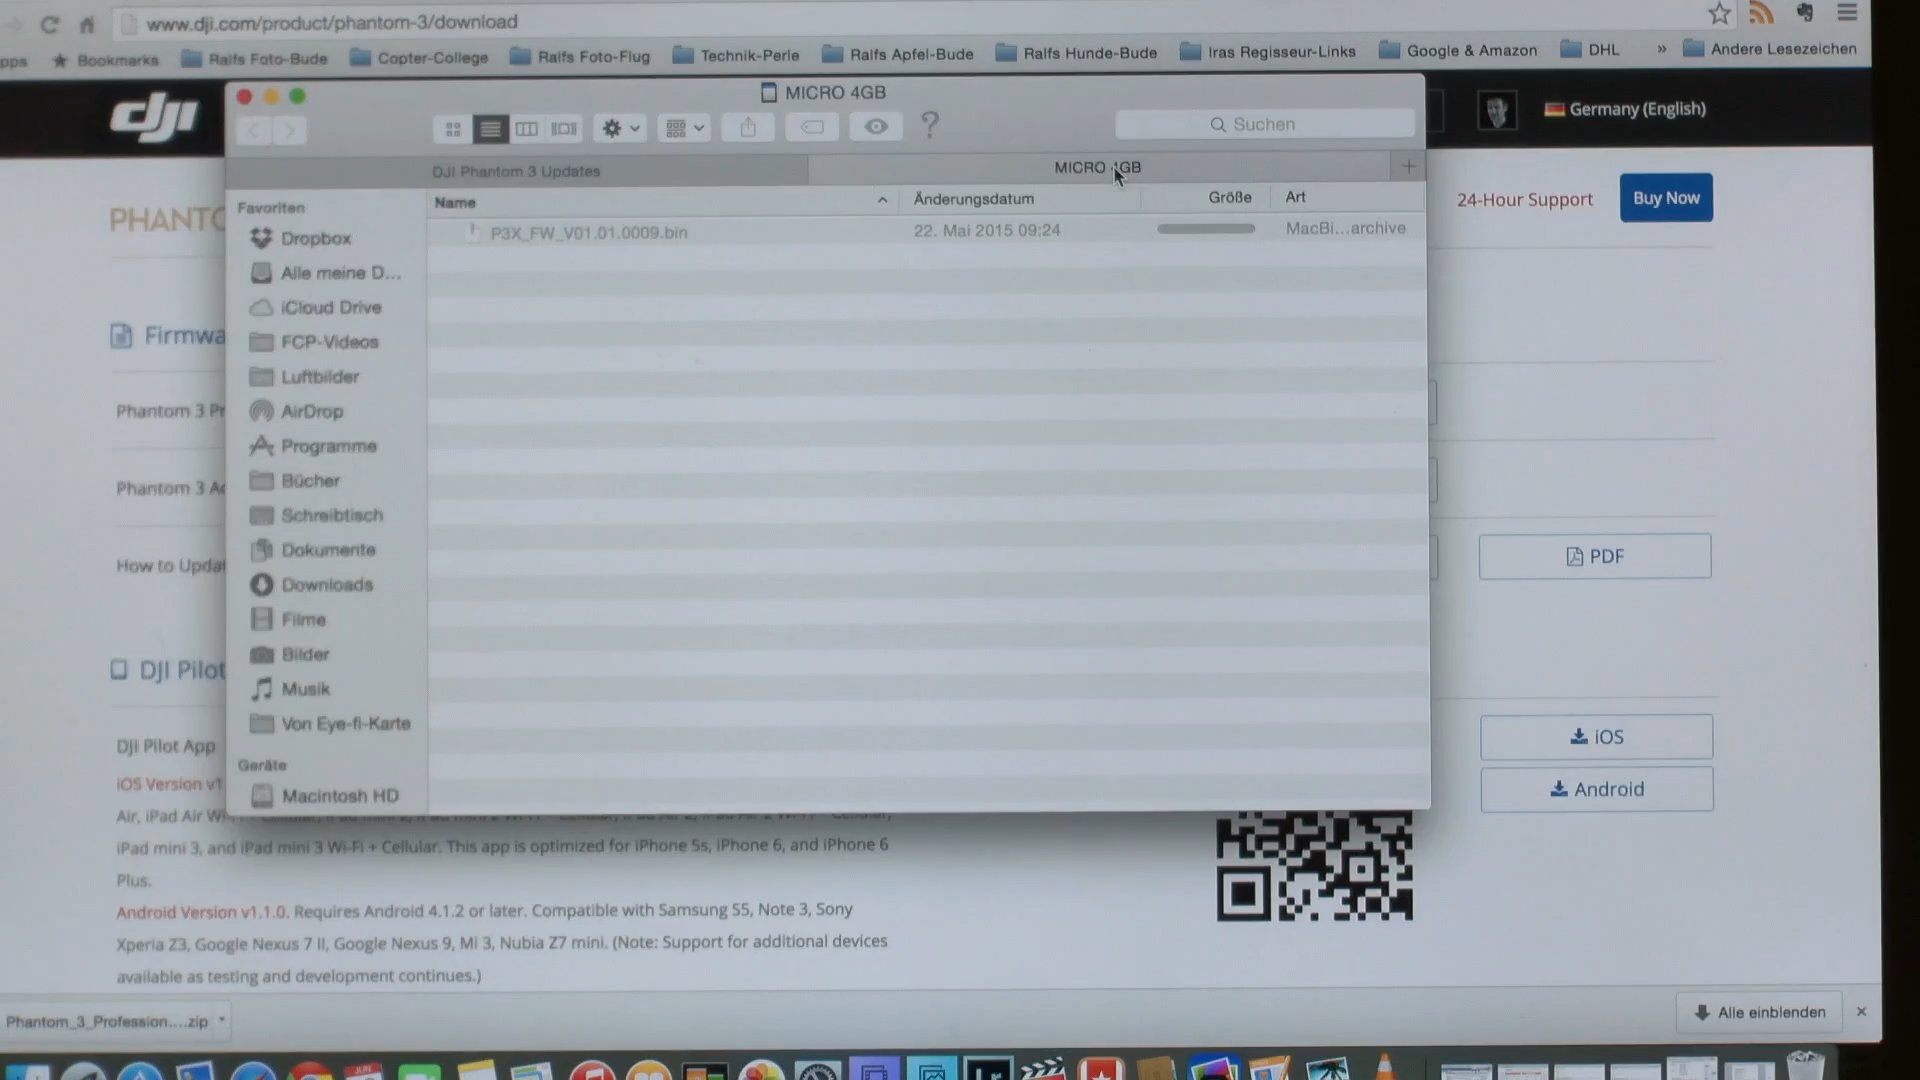 www.dji.com/product/phantom-3/download
pps Bookmarks Ralfs Foto-Bude Copter-College Ralfs Foto-Flug Technik-Perle Ralfs Apfel-Bude Ralfs Hunde-Bude Iras Regisseur-Links Google & Amazon DHL » Andere Lesezeichen
dji
MICRO 4GB
Germany (English)
? Suchen
DJI Phantom 3 Updates MICRO 4GB +
PHANTO
24-Hour Support Buy Now
Favoriten
Name Änderungsdatum Größe Art
P3X_FW_V01.01.0009.bin 22. Mai 2015 09:24 MacBi...archive
Dropbox
Alle meine D...
iCloud Drive
FCP-Videos
Luftbilder
AirDrop
Programme
Bücher
Schreibtisch
Dokumente
Downloads
Filme
Bilder
Musik
Von Eye-fi-Karte
Geräte
Macintosh HD
Firmwa
Phantom 3 Pr
Phantom 3 Ad
How to Updat
PDF
DJI Pilot
DJI Pilot App
iOS
iOS Version v1
Android
Air, iPad Air Wi
iPad mini 3, and iPad mini 3 Wi-Fi + Cellular. This app is optimized for iPhone 5s, iPhone 6, and iPhone 6
Plus.
Android Version v1.1.0. Requires Android 4.1.2 or later. Compatible with Samsung S5, Note 3, Sony
Xperia Z3, Google Nexus 7 II, Google Nexus 9, Mi 3, Nubia Z7 mini. (Note: Support for additional devices
available as testing and development continues.)
Phantom_3_Profession....zip
Alle einblenden ×
JUN
Lr